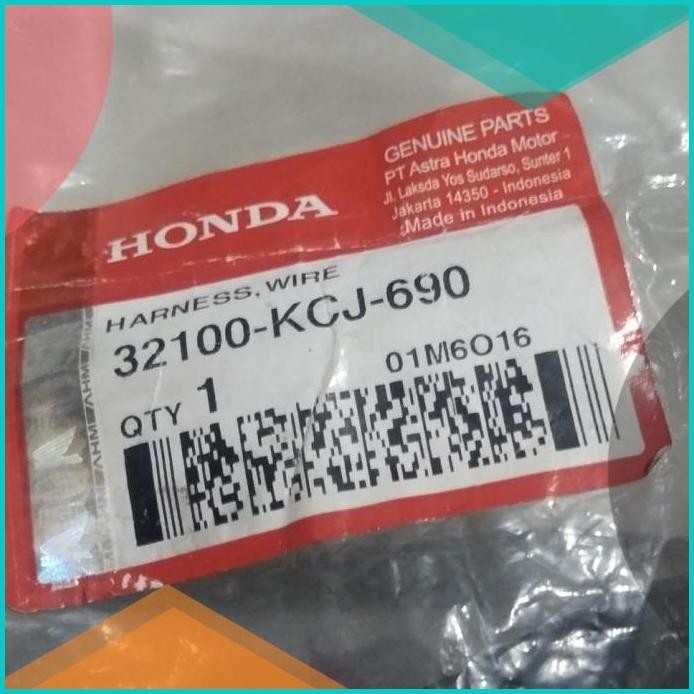 GENUINE PARTS
PT Astra Honda Motor
Jl. Laksda Yos Sudarso, Sunter 1
Jakarta 14350 - Indonesia
Made in Indonesia
HONDA
HARNESS, WIRE
32100-KCJ-690
01M6O16
QTY 1